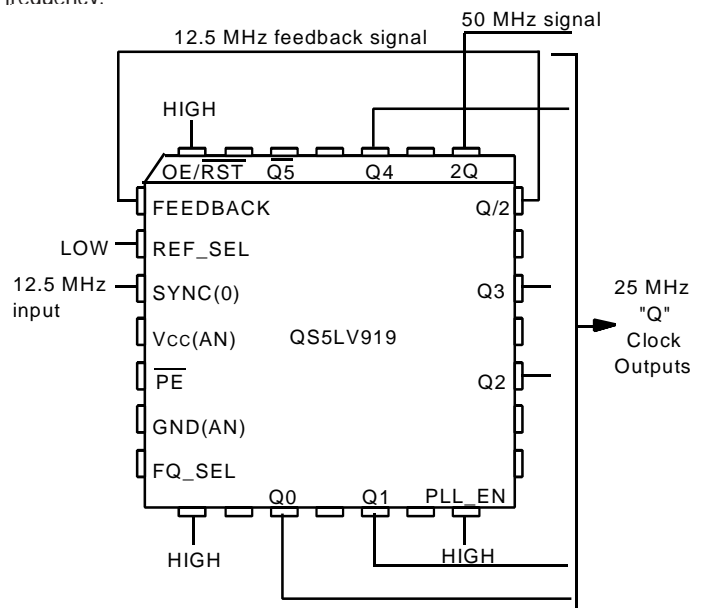 frequency.
50 MHz signal
12.5 MHz feedback signal
HIGH
OE/RST Q5 Q4 2Q
FEEDBACK Q/2
LOW REF_SEL
12.5 MHz input SYNC(0) Q3
25 MHz "Q" Clock Outputs
VCC(AN) QS5LV919
PE Q2
GND(AN)
FQ_SEL
Q0 Q1 PLL_EN
HIGH HIGH